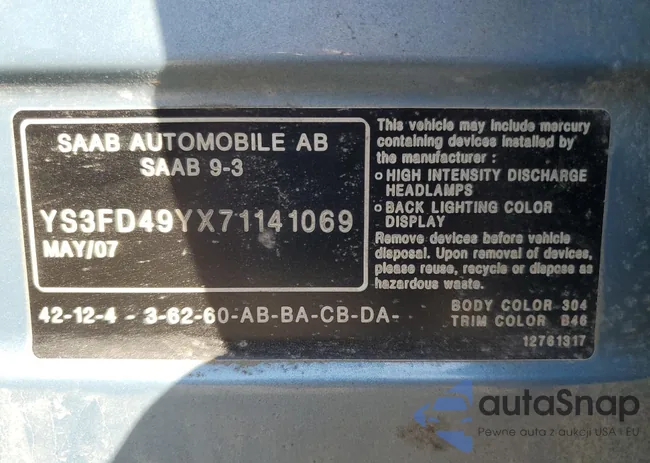 SAAB AUTOMOBILE AB
SAAB 9-3
YS3FD49YX71141069
MAY/07
This vehicle may include mercury
containing devices installed by
the manufacturer :
o HIGH INTENSITY DISCHARGE
HEADLAMPS
o BACK LIGHTING COLOR
DISPLAY
Remove devices before vehicle
disposal. Upon removal of devices,
please reuse, recycle or dispose as
hazardous waste.
42-12-4 - 3-62-60-AB-BA-CB-DA-
BODY COLOR 304
TRIM COLOR B46
12761317
autoSnap
Pewne auta z aukcji USA i EU